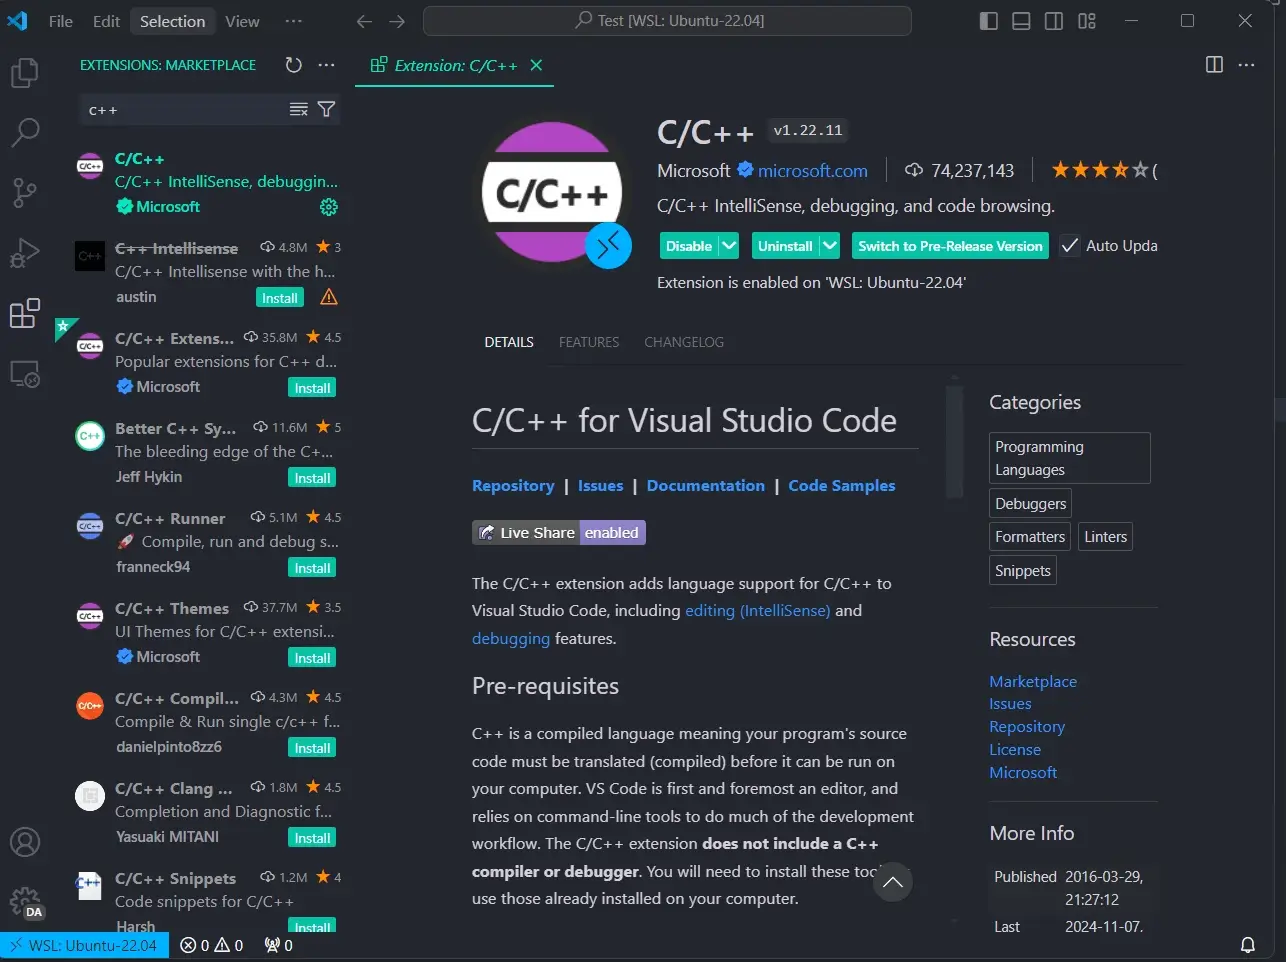 File Edit Selection View ···
Test [WSL: Ubuntu-22.04]
EXTENSIONS: MARKETPLACE
c++
C/C++
C/C++
C/C++ IntelliSense, debuggin...
Microsoft
C++
C++ Intellisense 4.8M 3
C/C++ Intellisense with the h...
austin Install
C/C++
C/C++ Extens... 35.8M 4.5
Popular extensions for C++ d...
Microsoft Install
C++
Better C++ Sy... 11.6M 5
The bleeding edge of the C+...
Jeff Hykin Install
C/C++
C/C++ Runner 5.1M 4.5
🚀 Compile, run and debug s...
franneck94 Install
C/C++
C/C++ Themes 37.7M 3.5
UI Themes for C/C++ extensi...
Microsoft Install
C/C++
C/C++ Compil... 4.3M 4.5
Compile & Run single c/c++ f...
danielpinto8zz6 Install
C/C++ Clang ... 1.8M 4.5
Completion and Diagnostic f...
Yasuaki MITANI Install
C++
C/C++ Snippets 1.2M 4
Code snippets for C/C++
Harsh Install
DA
Extension: C/C++
C/C++
C/C++ v1.22.11
Microsoft microsoft.com 74,237,143 (
C/C++ IntelliSense, debugging, and code browsing.
Disable Uninstall Switch to Pre-Release Version Auto Upda
Extension is enabled on 'WSL: Ubuntu-22.04'
DETAILS FEATURES CHANGELOG
C/C++ for Visual Studio Code
Repository | Issues | Documentation | Code Samples
Live Share enabled
The C/C++ extension adds language support for C/C++ to
Visual Studio Code, including editing (IntelliSense) and
debugging features.
Pre-requisites
C++ is a compiled language meaning your program's source
code must be translated (compiled) before it can be run on
your computer. VS Code is first and foremost an editor, and
relies on command-line tools to do much of the development
workflow. The C/C++ extension does not include a C++
compiler or debugger. You will need to install these
use those already installed on your computer.
Categories
Programming
Languages
Debuggers
Formatters Linters
Snippets
Resources
Marketplace
Issues
Repository
License
Microsoft
More Info
Published 2016-03-29,
21:27:12
Last 2024-11-07.
WSL: Ubuntu-22.04 0 0 0